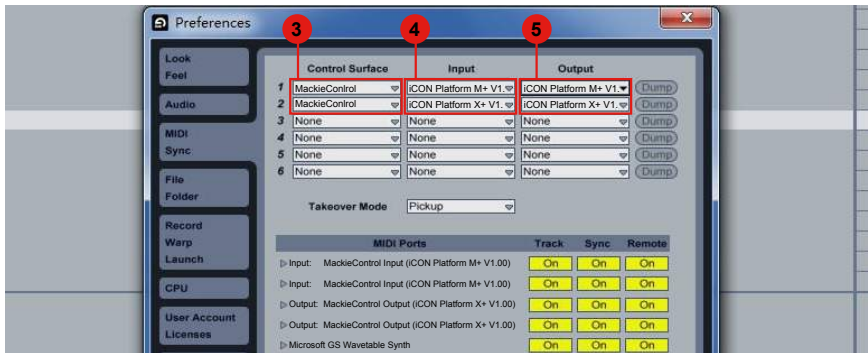 Preferences
3 4 5
Look
Feel
Audio
MIDI
Sync
File
Folder
Record
Warp
Launch
CPU
User Account
Licenses
Control Surface Input Output
1 MackieControl iCON Platform M+ V1. iCON Platform M+ V1. Dump
2 MackieControl iCON Platform X+ V1. iCON Platform X+ V1. Dump
3 None None None Dump
4 None None None Dump
5 None None None Dump
6 None None None Dump
Takeover Mode Pickup
MIDI Ports Track Sync Remote
Input: MackieControl Input (iCON Platform M+ V1.00) On On On
Input: MackieControl Input (iCON Platform M+ V1.00) On On On
Output: MackieControl Output (iCON Platform X+ V1.00) On On On
Output: MackieControl Output (iCON Platform X+ V1.00) On On On
Microsoft GS Wavetable Synth On On On